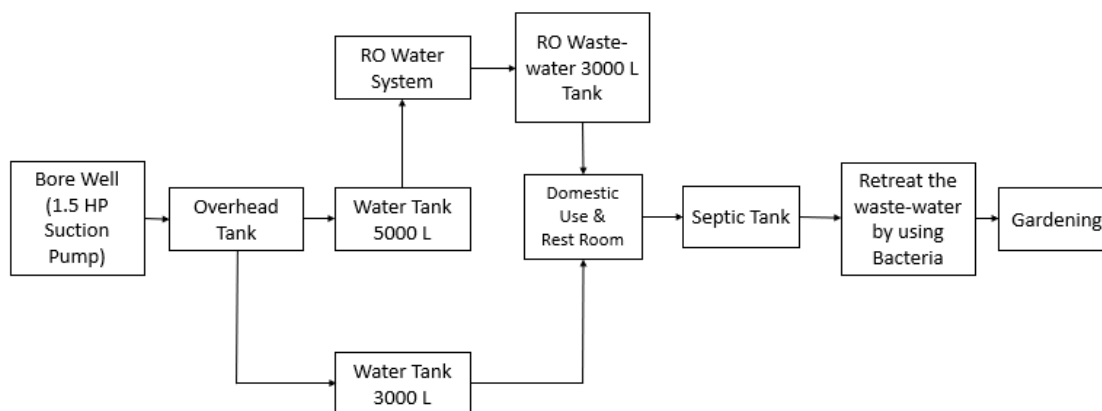 RO Water
System
RO Waste-
water 3000 L
Tank
Bore Well
(1.5 HP
Suction
Pump)
Overhead
Tank
Water Tank
5000 L
Domestic
Use &
Rest Room
Septic Tank
Retreat the
waste-water
by using
Bacteria
Gardening
Water Tank
3000 L